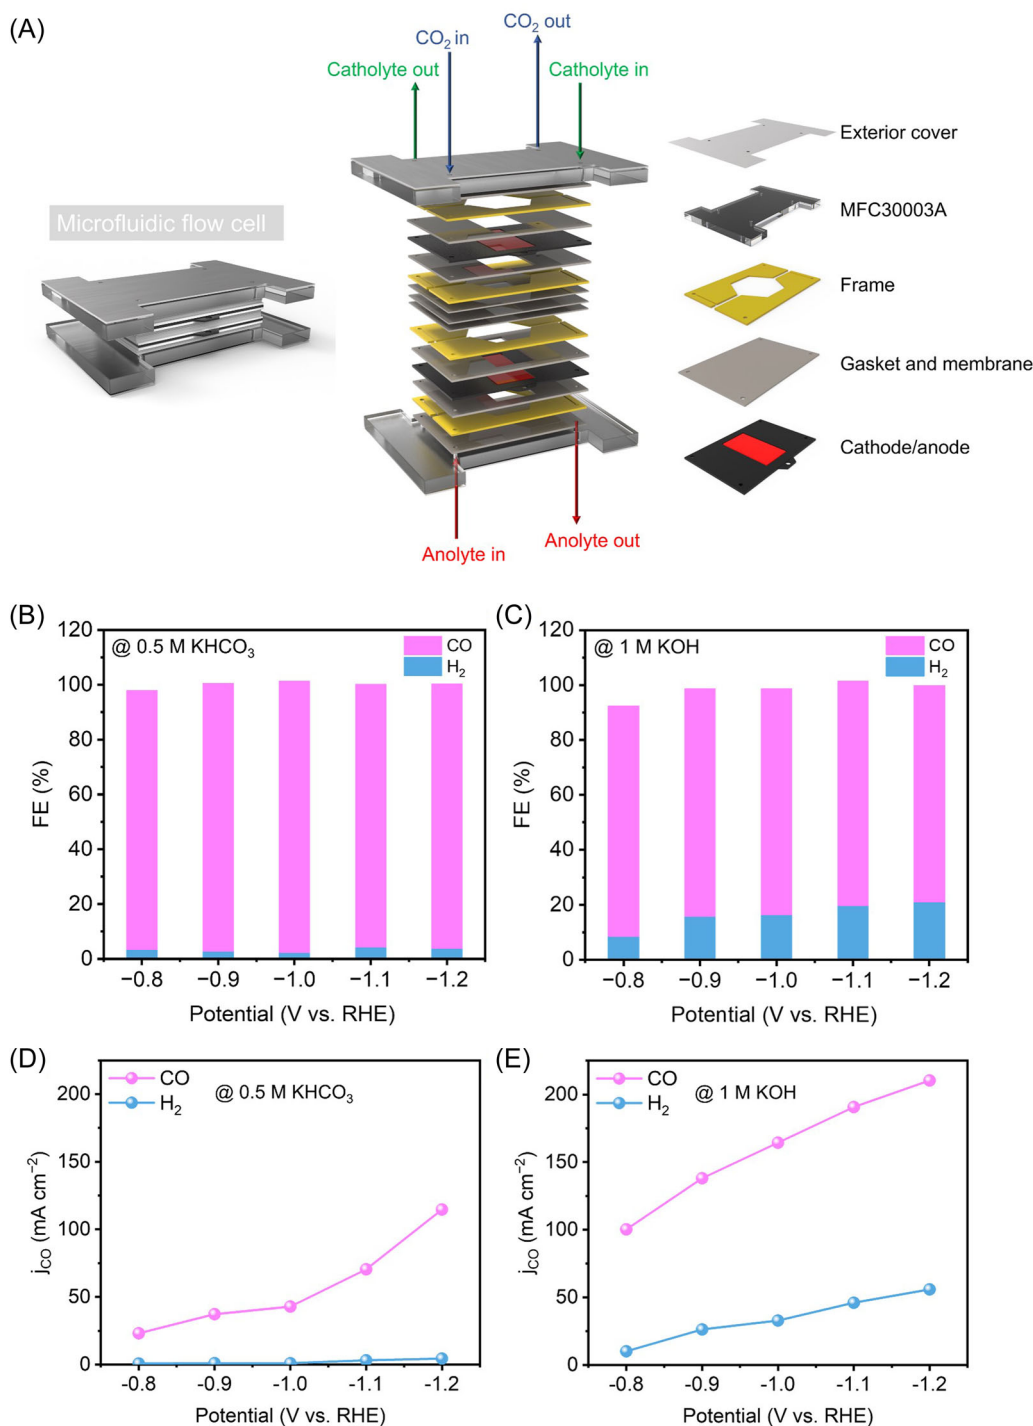 (A)
CO₂ out
CO₂ in
Catholyte out
Catholyte in
Exterior cover
MFC30003A
Microfluidic flow cell
Frame
Gasket and membrane
Cathode/anode
Anolyte in
Anolyte out
(B)
120
100
80
60
40
20
0
FE (%)
@ 0.5 M KHCO₃
CO
H₂
−0.8 −0.9 −1.0 −1.1 −1.2
Potential (V vs. RHE)
(C)
120
100
80
60
40
20
0
FE (%)
@ 1 M KOH
CO
H₂
−0.8 −0.9 −1.0 −1.1 −1.2
Potential (V vs. RHE)
(D)
200
150
100
50
0
j_CO (mA cm⁻²)
CO
H₂
@ 0.5 M KHCO₃
-0.8 -0.9 -1.0 -1.1 -1.2
Potential (V vs. RHE)
(E)
200
150
100
50
0
j_CO (mA cm⁻²)
CO
H₂
@ 1 M KOH
-0.8 -0.9 -1.0 -1.1 -1.2
Potential (V vs. RHE)